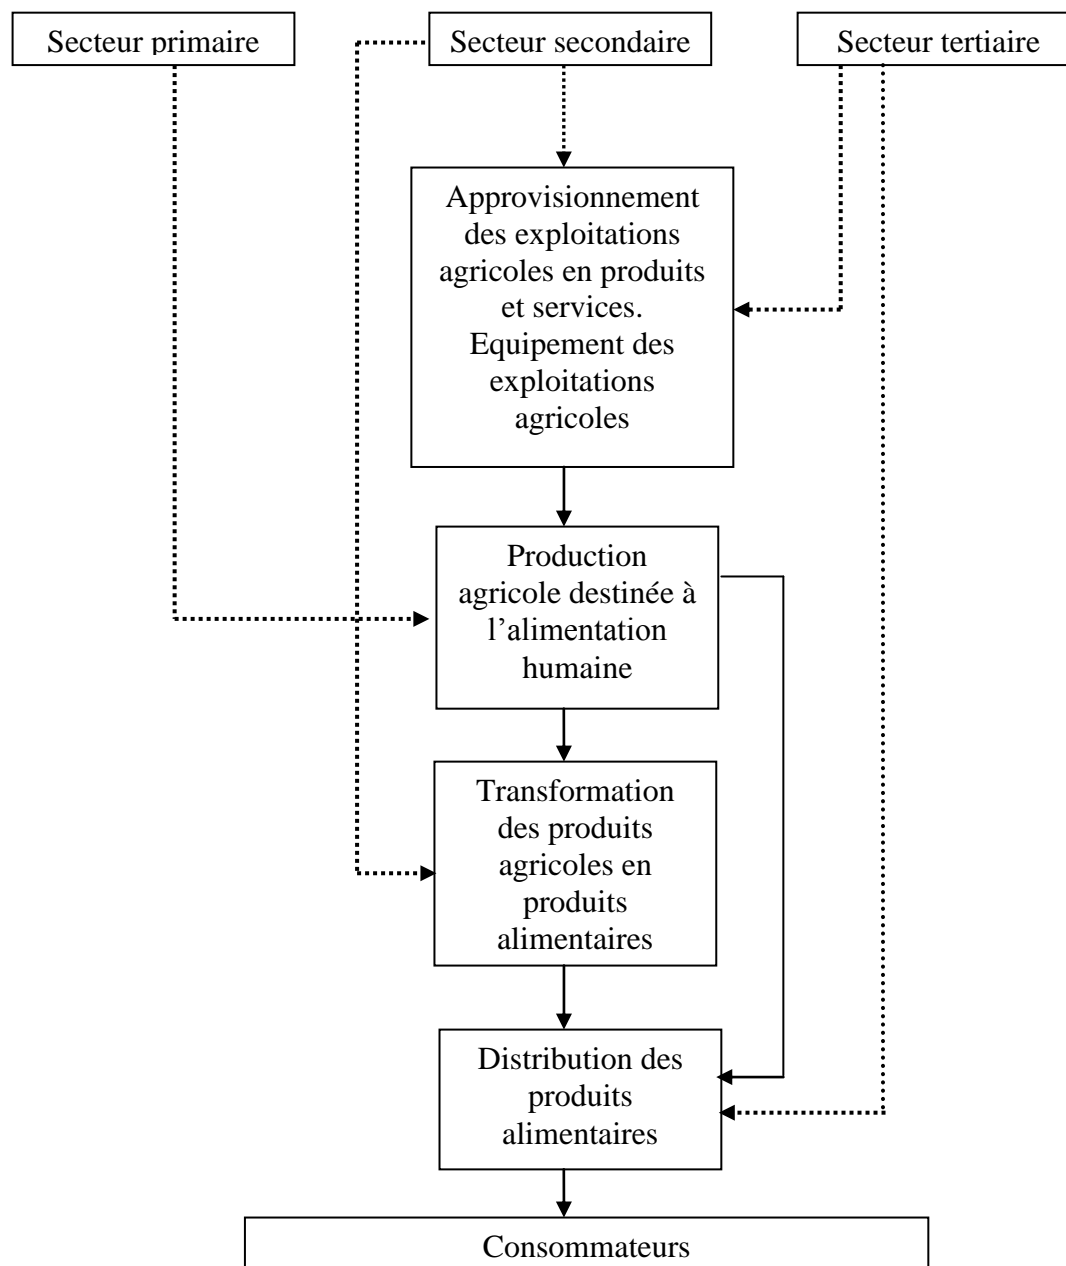 Secteur primaire
Secteur secondaire
Secteur tertiaire
Approvisionnement
des exploitations
agricoles en produits
et services.
Equipement des
exploitations
agricoles
Production
agricole destinée à
l’alimentation
humaine
Transformation
des produits
agricoles en
produits
alimentaires
Distribution des
produits
alimentaires
Consommateurs